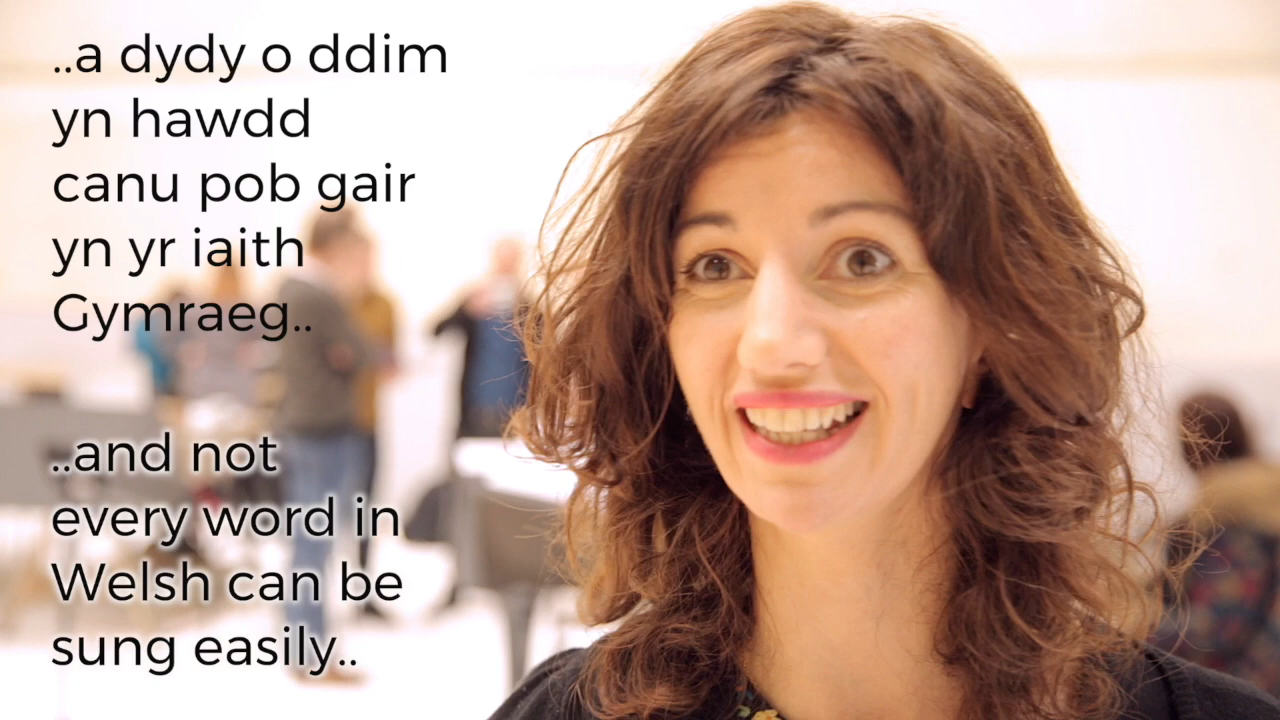 ..a dydy o ddim
yn hawdd
canu pob gair
yn yr iaith
Gymraeg..
..and not
every word in
Welsh can be
sung easily..